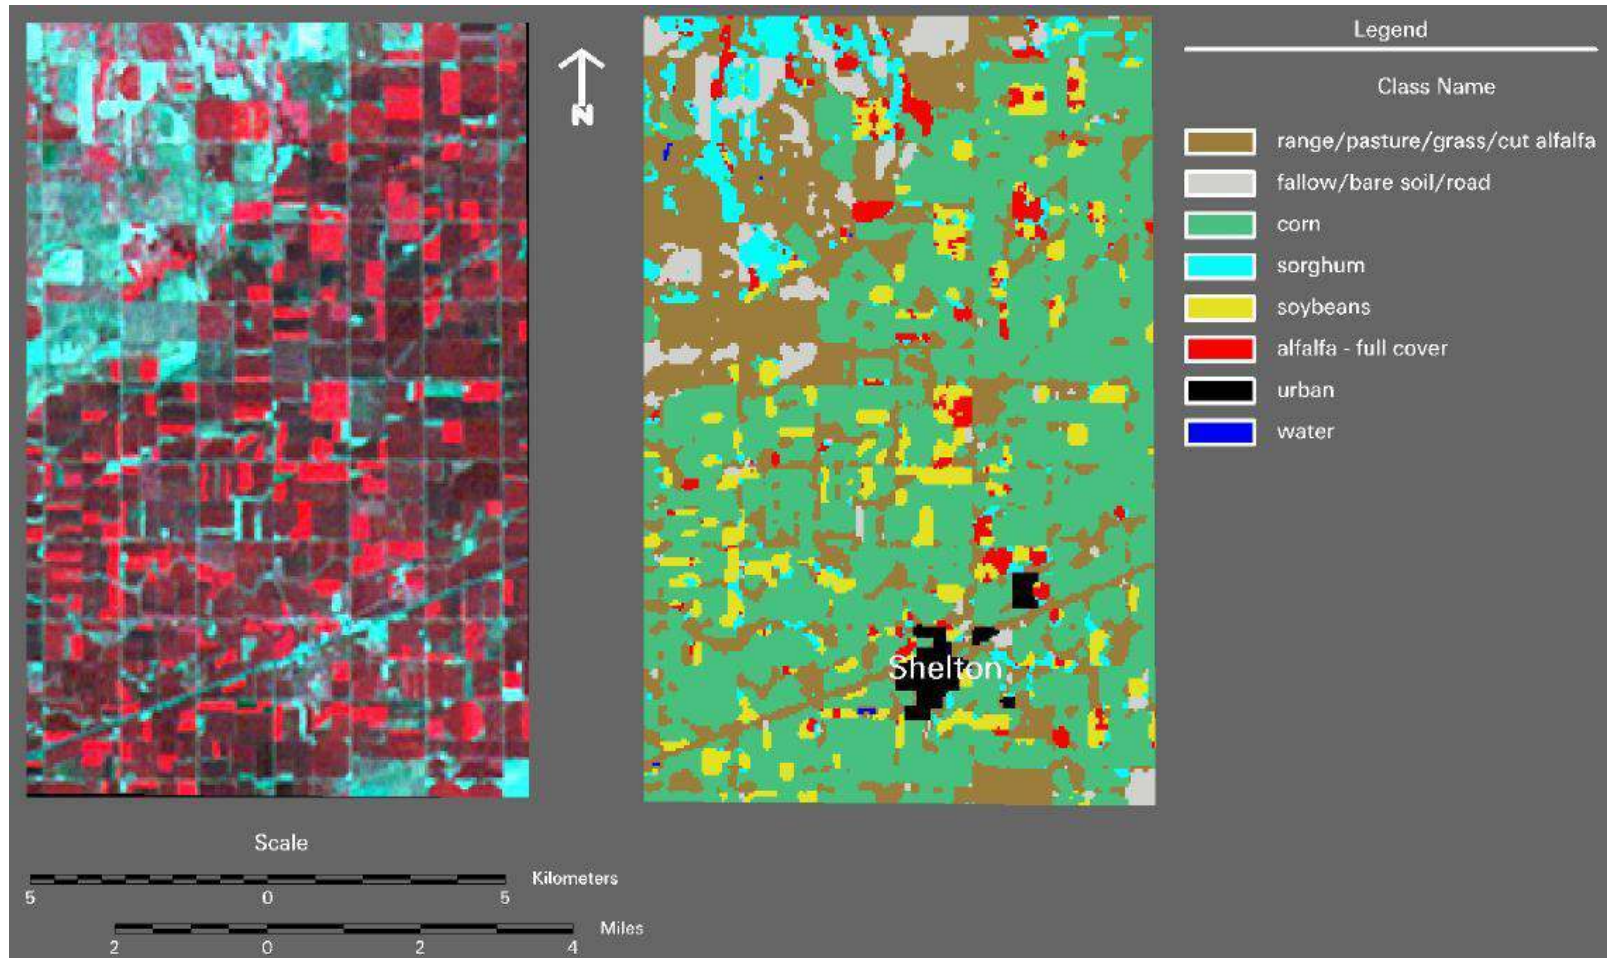 Legend
N
Class Name
range/pasture/grass/cut alfalfa
fallow/bare soil/road
corn
sorghum
soybeans
alfalfa - full cover
urban
water
Shelton
Scale
Kilometers
5 0 5
Miles
2 0 2 4